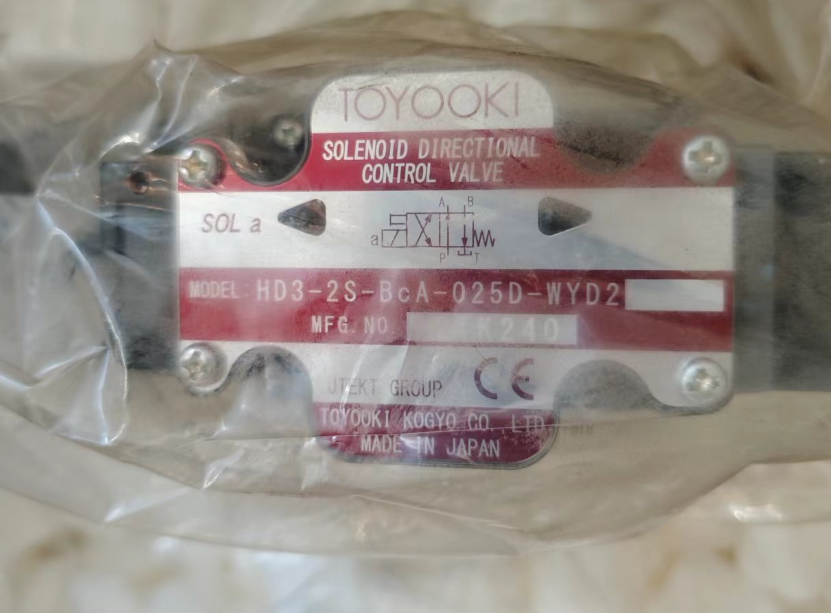 TOYOOKI
SOLENOID DIRECTIONAL
CONTROL VALVE
A B
SOL a
a
P T
MODEL: HD3-2S-BcA-025D-WYD2
MFG. NO. K240
JTEKT GROUP CE
TOYOOKI KOGYO CO. LTD
MADE IN JAPAN